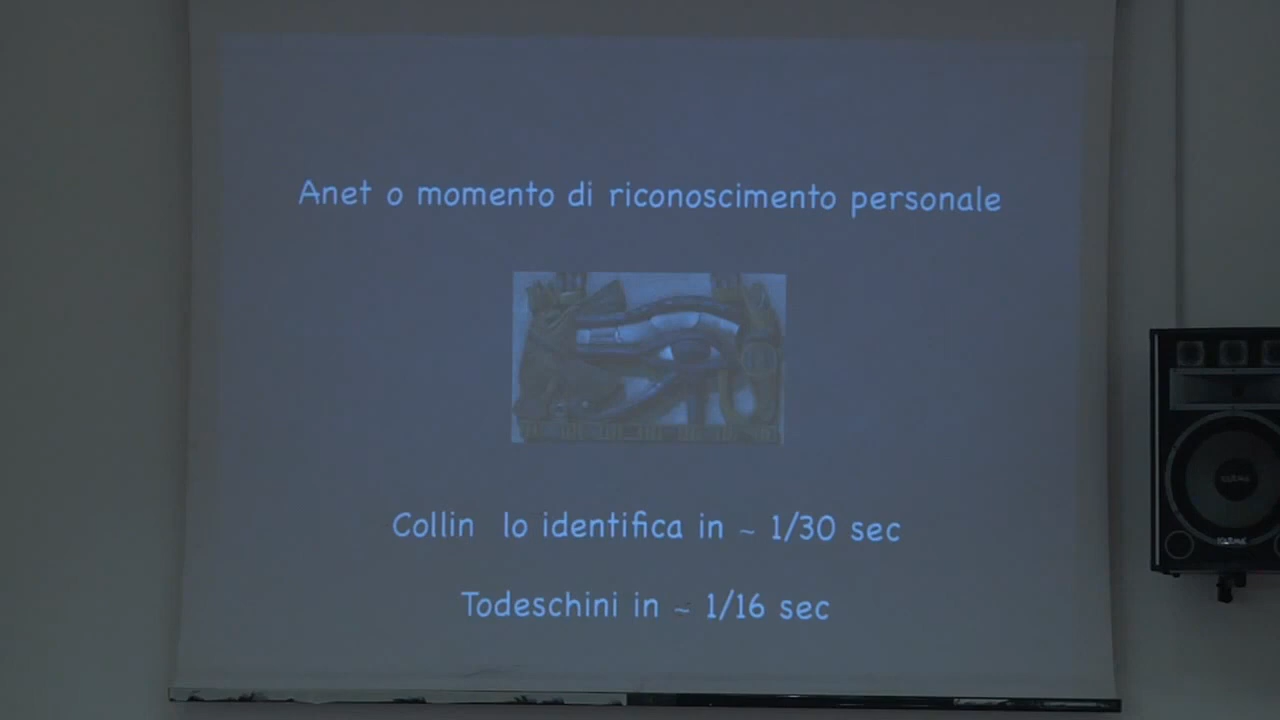 Anet o momento di riconoscimento personale
Collin lo identifica in ~ 1/30 sec
Todeschini in ~ 1/16 sec